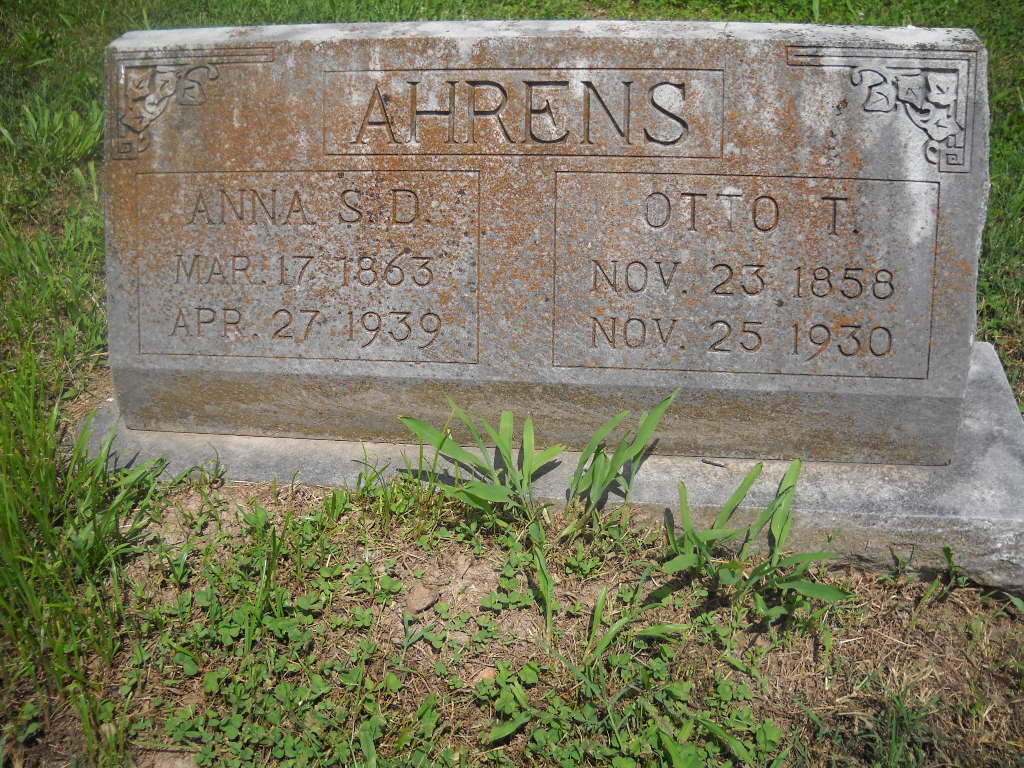 AHRENS
ANNA S. D.
MAR. 17 1863
APR. 27 1939
OTTO T.
NOV. 23 1858
NOV. 25 1930